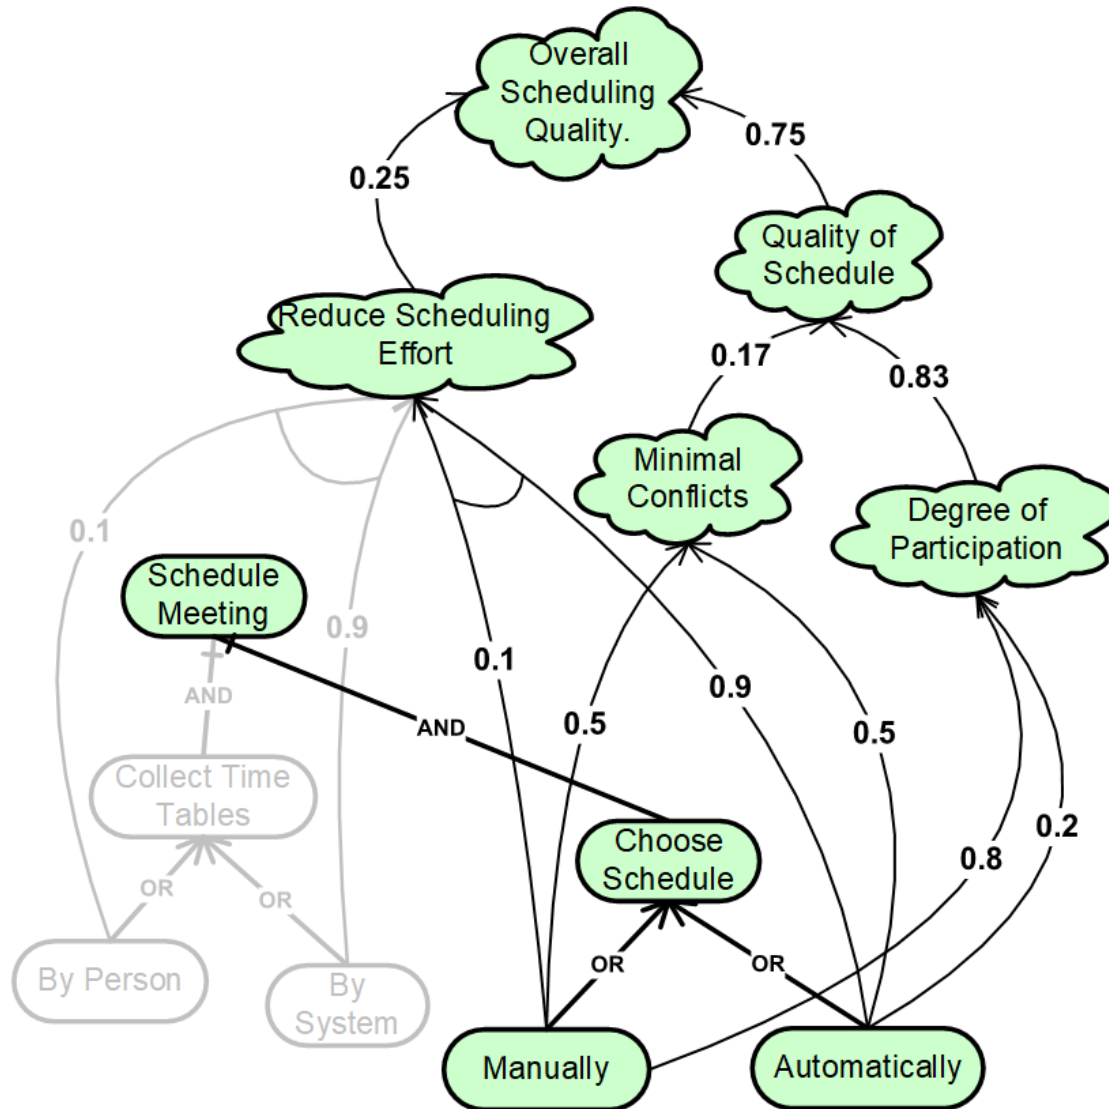 Overall
Scheduling
Quality.
0.75
0.25
Quality of
Schedule
Reduce Scheduling
Effort
0.17
0.83
Minimal
Conflicts
Degree of
Participation
0.1
Schedule
Meeting
0.9
0.1
0.9
AND
0.5
AND
0.5
Collect Time
Tables
0.2
Choose
Schedule
0.8
OR
OR
OR
OR
By Person
By
System
Manually
Automatically